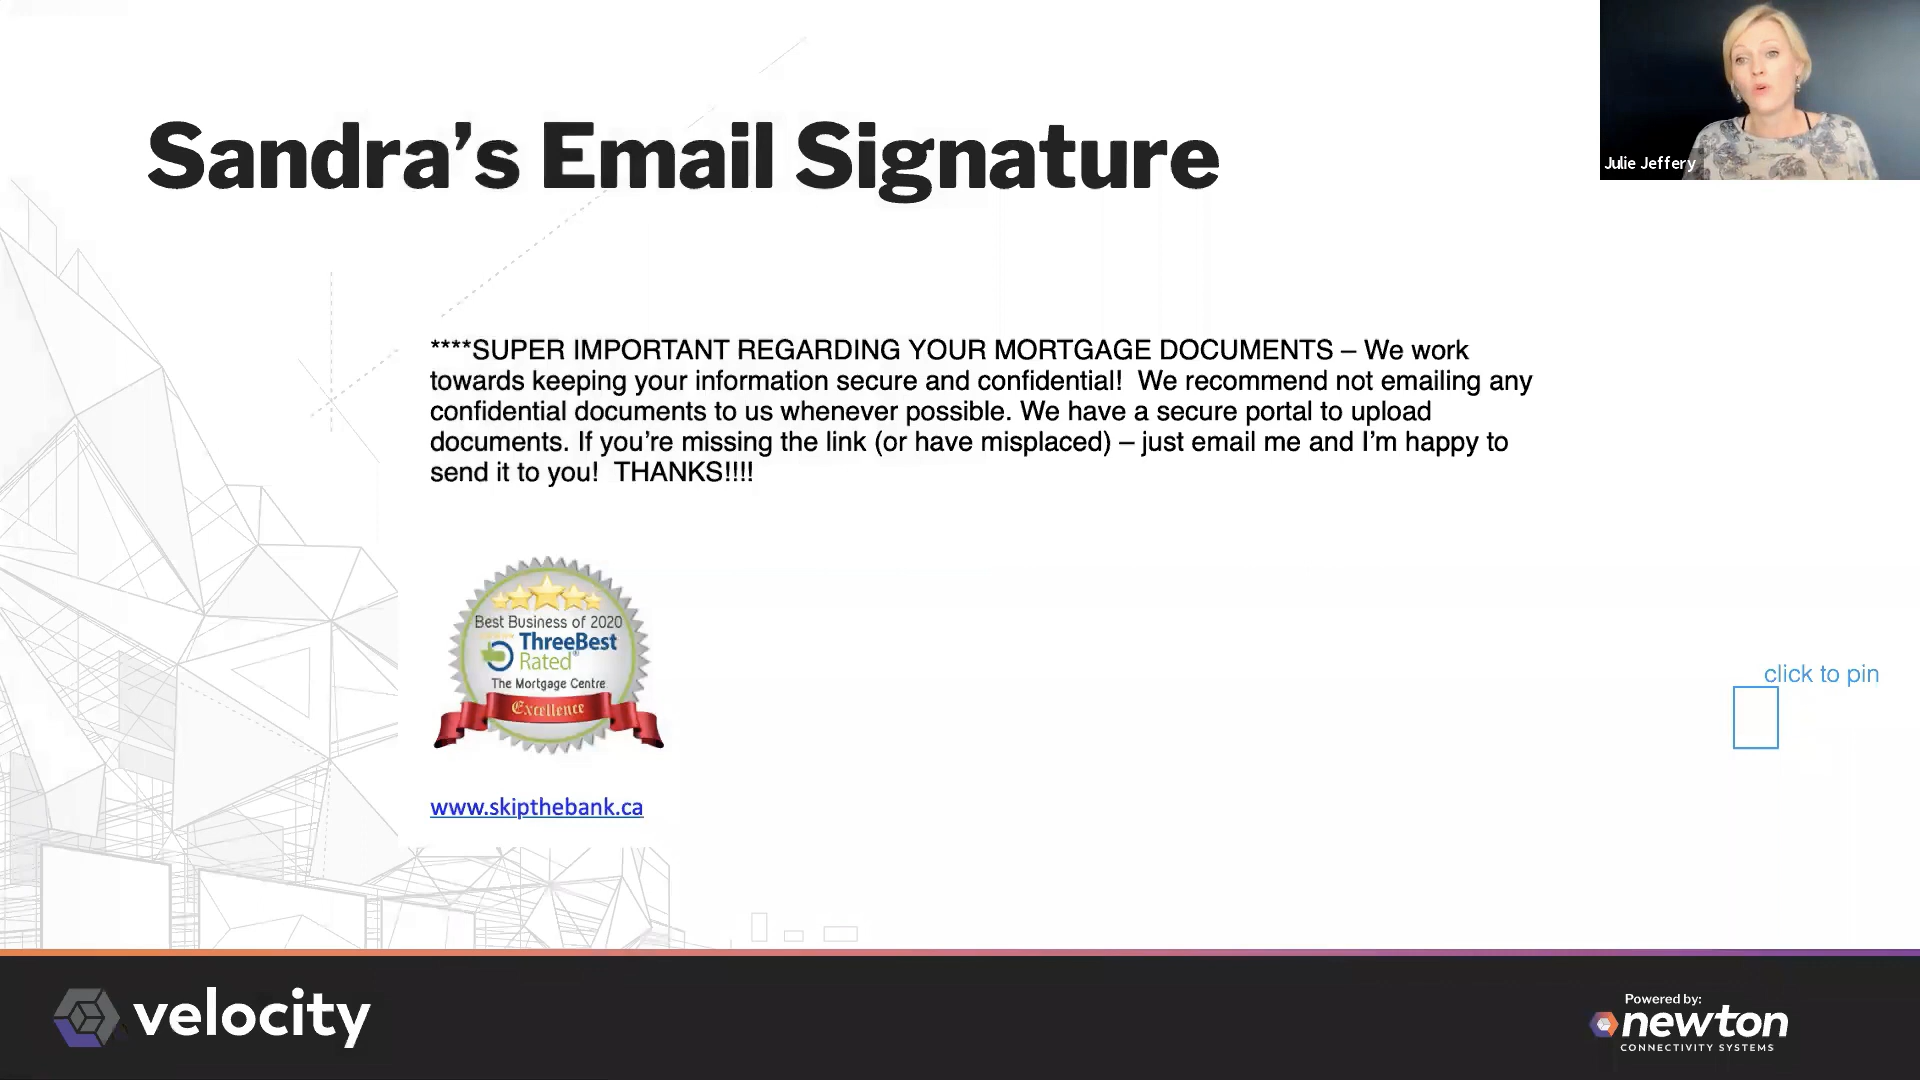 Sandra’s Email Signature
Julie Jeffery
****SUPER IMPORTANT REGARDING YOUR MORTGAGE DOCUMENTS – We work
towards keeping your information secure and confidential!  We recommend not emailing any
confidential documents to us whenever possible. We have a secure portal to upload
documents. If you’re missing the link (or have misplaced) – just email me and I’m happy to
send it to you!  THANKS!!!!
Best Business of 2020
ThreeBest
Rated®
The Mortgage Centre
Excellence
click to pin
www.skipthebank.ca
velocity
Powered by:
newton
CONNECTIVITY SYSTEMS